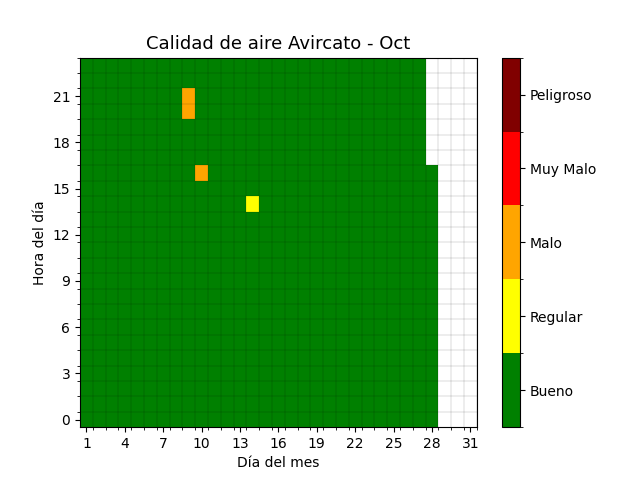 Calidad de aire Avircato - Oct
Hora del día
21
18
15
12
9
6
3
0
1 4 7 10 13 16 19 22 25 28 31
Día del mes
Peligroso
Muy Malo
Malo
Regular
Bueno